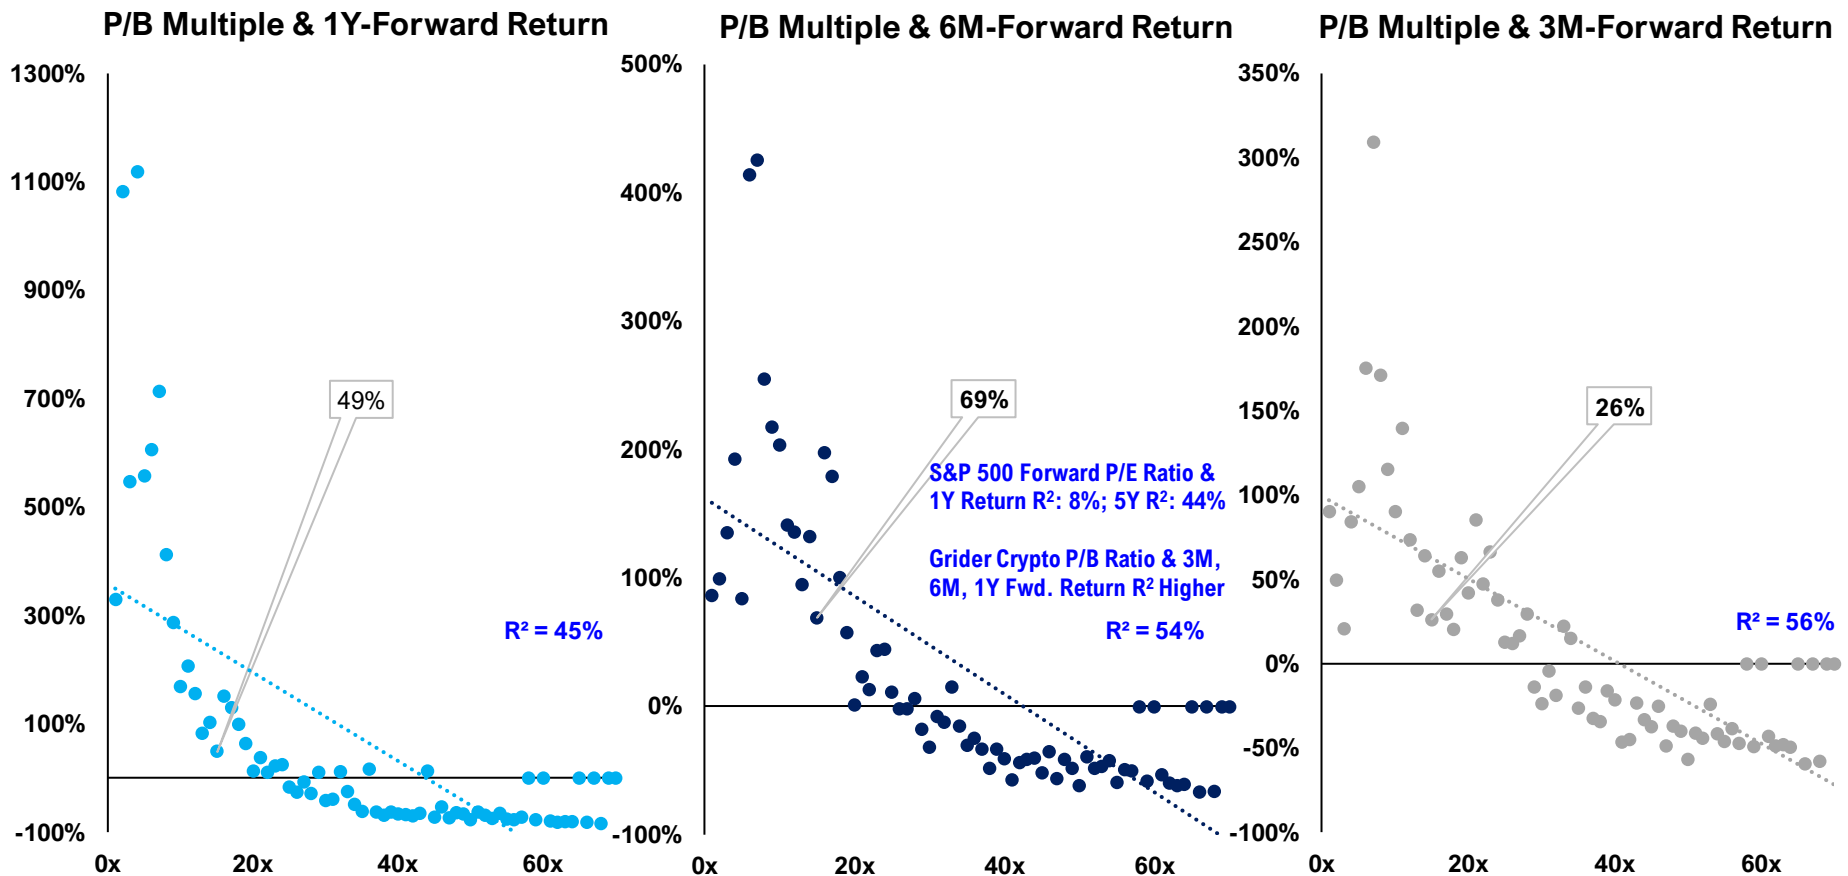 P/B Multiple & 1Y-Forward Return
1300%
1100%
900%
700%
500%
300%
100%
-100%
0x 20x 40x 60x
49%
R² = 45%
P/B Multiple & 6M-Forward Return
500%
400%
300%
200%
100%
0%
-100%
0x 20x 40x 60x
69%
S&P 500 Forward P/E Ratio &
1Y Return R²: 8%; 5Y R²: 44%
Grider Crypto P/B Ratio & 3M,
6M, 1Y Fwd. Return R² Higher
R² = 54%
P/B Multiple & 3M-Forward Return
350%
300%
250%
200%
150%
100%
50%
0%
-50%
-100%
0x 20x 40x 60x
26%
R² = 56%